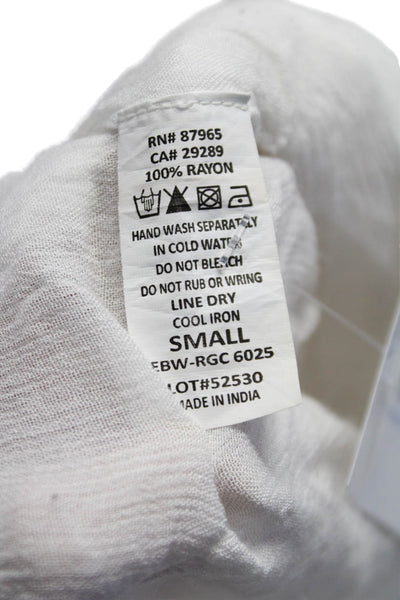 RN# 87965
CA# 29289
100% RAYON
HAND WASH SEPARATELY
IN COLD WATER
DO NOT BLEACH
DO NOT RUB OR WRING
LINE DRY
COOL IRON
SMALL
EBW-RGC 6025
LOT#52530
MADE IN INDIA